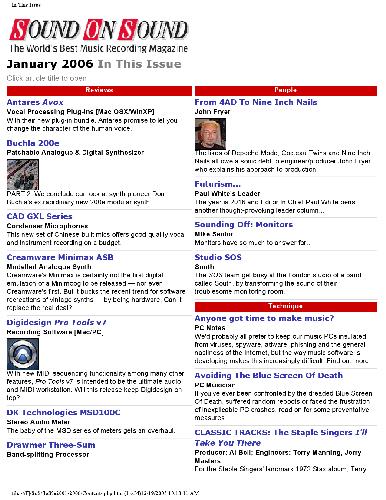 In This Issue
SOUND ON SOUND
The World's Best Music Recording Magazine
January 2006 In This Issue
Click article title to open
Reviews
Antares Avox
Vocal Processing Plug-ins [Mac OSX/WinXP]
With their new plug-in bundle, Antares promise to let you
change the character of the human voice.
Buchla 200e
Patchable Analogue & Digital Synthesizer
PART 2: We conclude our look at synth pioneer Don
Buchla's extraordinary new 200e modular synth.
CAD GXL Series
Condenser Microphones
This new set of Chinese-built mics offers good quality vocal
and instrument recording on a budget.
Creamware Minimax ASB
Modelled Analogue Synth
Creamware's Minimax is certainly not the first digital
emulation of a Minimoog to be released — nor even
Creamware's first. But it bucks the recent trend for software
recreations of vintage synths — by being hardware. Can it
replace the real deal?
Digidesign Pro Tools v7
Recording Software [Mac/PC]
With new MIDI sequencing functionality among many other
features, Pro Tools v7 is intended to be the ultimate audio
and MIDI workstation. Will this release keep Digidesign on
top?
DK Technologies MSD100C
Stereo Audio Meter
The baby of the MSD series of meters gets an overhaul.
Drawmer Three-Sum
Band-splitting Processor
People
From 4AD To Nine Inch Nails
John Fryer
The likes of Depeche Mode, Cocteau Twins and Nine Inch
Nails all owe a sonic debt to engineer/producer John Fryer
who explains his approach to production.
Futurism...
Paul White's Leader
The year is 2016 and Editor In Chief Paul White pens
another thought-provoking leader column...
Sounding Off: Monitors
Mike Senior
Monitors have so much to answer for...
Studio SOS
Smith
The SOS team get busy at the London studio of a band
called South, by transforming the sound of their
troublesome monitoring room.
Technique
Anyone got time to make music?
PC Notes
We'd probably all prefer to keep our music PCs insulated
from viruses, spyware, adware, phishing and the general
nastiness of the Internet, but the way music software is
developing makes this increasingly difficult. Find out more.
Avoiding The Blue Screen Of Death
PC Musician
If you've ever been confronted by the dreaded Blue Screen
Of Death, suffered random reboots or faced the frustration
of inexplicable PC crashes, read on for some preventative
measures.
CLASSIC TRACKS: The Staple Singers I'll
Take You There
Producer: Al Bell; Engineers: Terry Manning, Jerry
Masters
For the Staple Singers' landmark 1972 Stax album, Terry